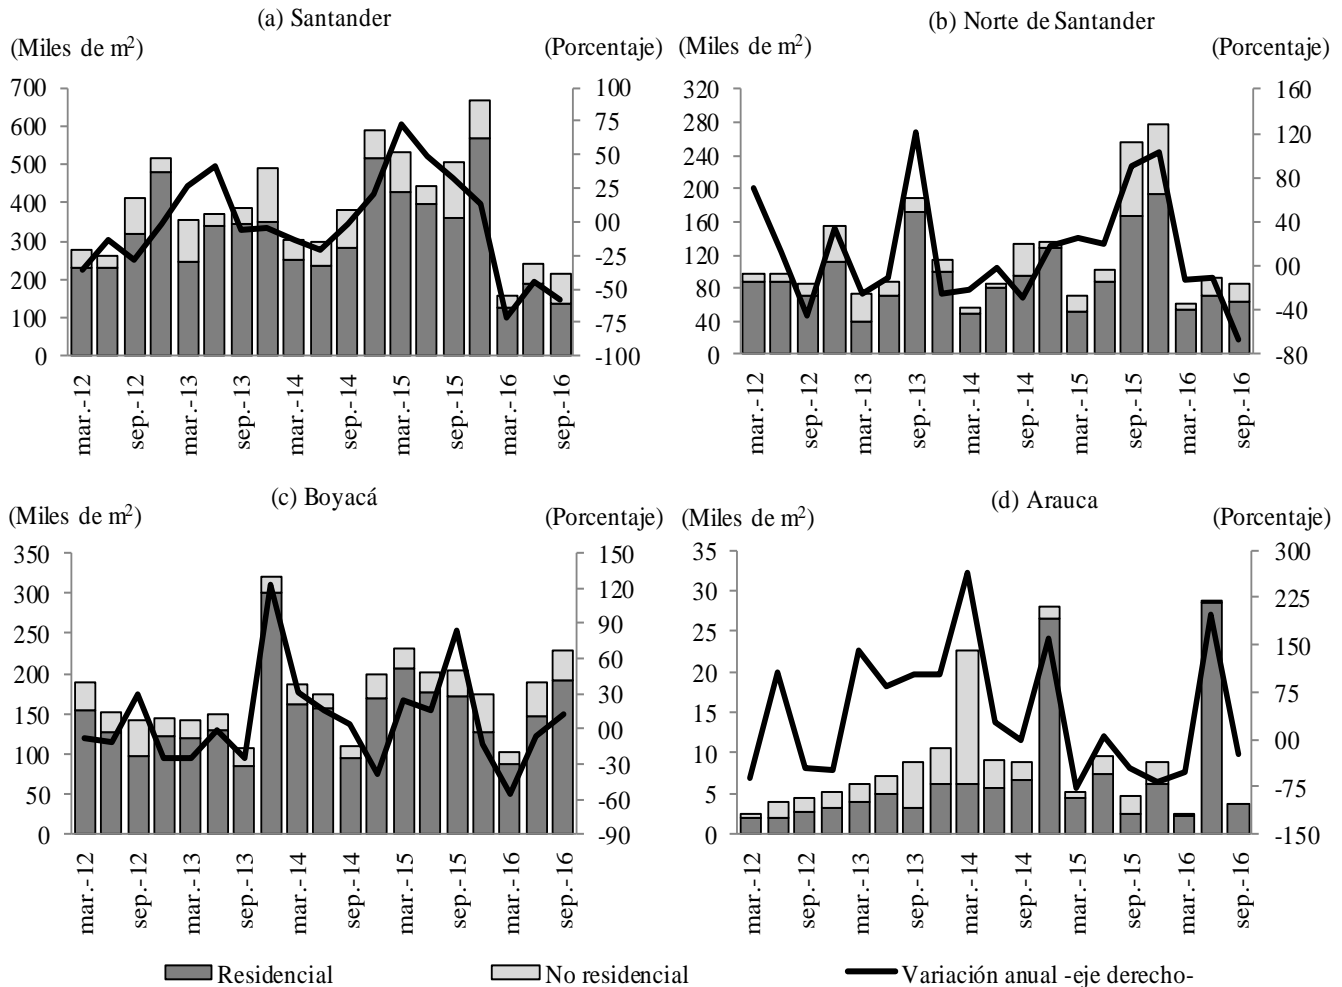 (a) Santander
(Miles de m²)
(Porcentaje)
700
600
500
400
300
200
100
0
100
75
50
25
00
-25
-50
-75
-100
mar.-12
sep.-12
mar.-13
sep.-13
mar.-14
sep.-14
mar.-15
sep.-15
mar.-16
sep.-16
(b) Norte de Santander
(Miles de m²)
(Porcentaje)
320
280
240
200
160
120
80
40
0
160
120
80
40
00
-40
-80
mar.-12
sep.-12
mar.-13
sep.-13
mar.-14
sep.-14
mar.-15
sep.-15
mar.-16
sep.-16
(c) Boyacá
(Miles de m²)
(Porcentaje)
350
300
250
200
150
100
50
0
150
120
90
60
30
00
-30
-60
-90
mar.-12
sep.-12
mar.-13
sep.-13
mar.-14
sep.-14
mar.-15
sep.-15
mar.-16
sep.-16
(d) Arauca
(Miles de m²)
(Porcentaje)
35
30
25
20
15
10
5
0
300
225
150
75
00
-75
-150
mar.-12
sep.-12
mar.-13
sep.-13
mar.-14
sep.-14
mar.-15
sep.-15
mar.-16
sep.-16
Residencial
No residencial
Variación anual -eje derecho-